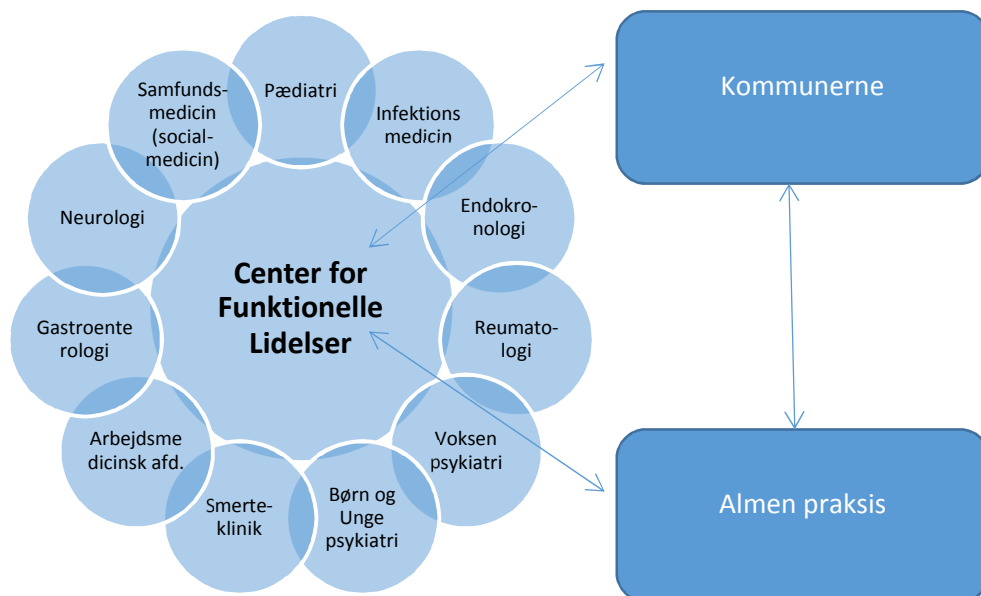 Pædiatri
Infektions
medicin
Endokro-
nologi
Reumato-
logi
Voksen
psykiatri
Børn og
Unge
psykiatri
Smerte-
klinik
Arbejdsme
dicinsk afd.
Gastroente
rologi
Neurologi
Samfunds-
medicin
(social-
medicin)
Center for
Funktionelle
Lidelser
Kommunerne
Almen praksis